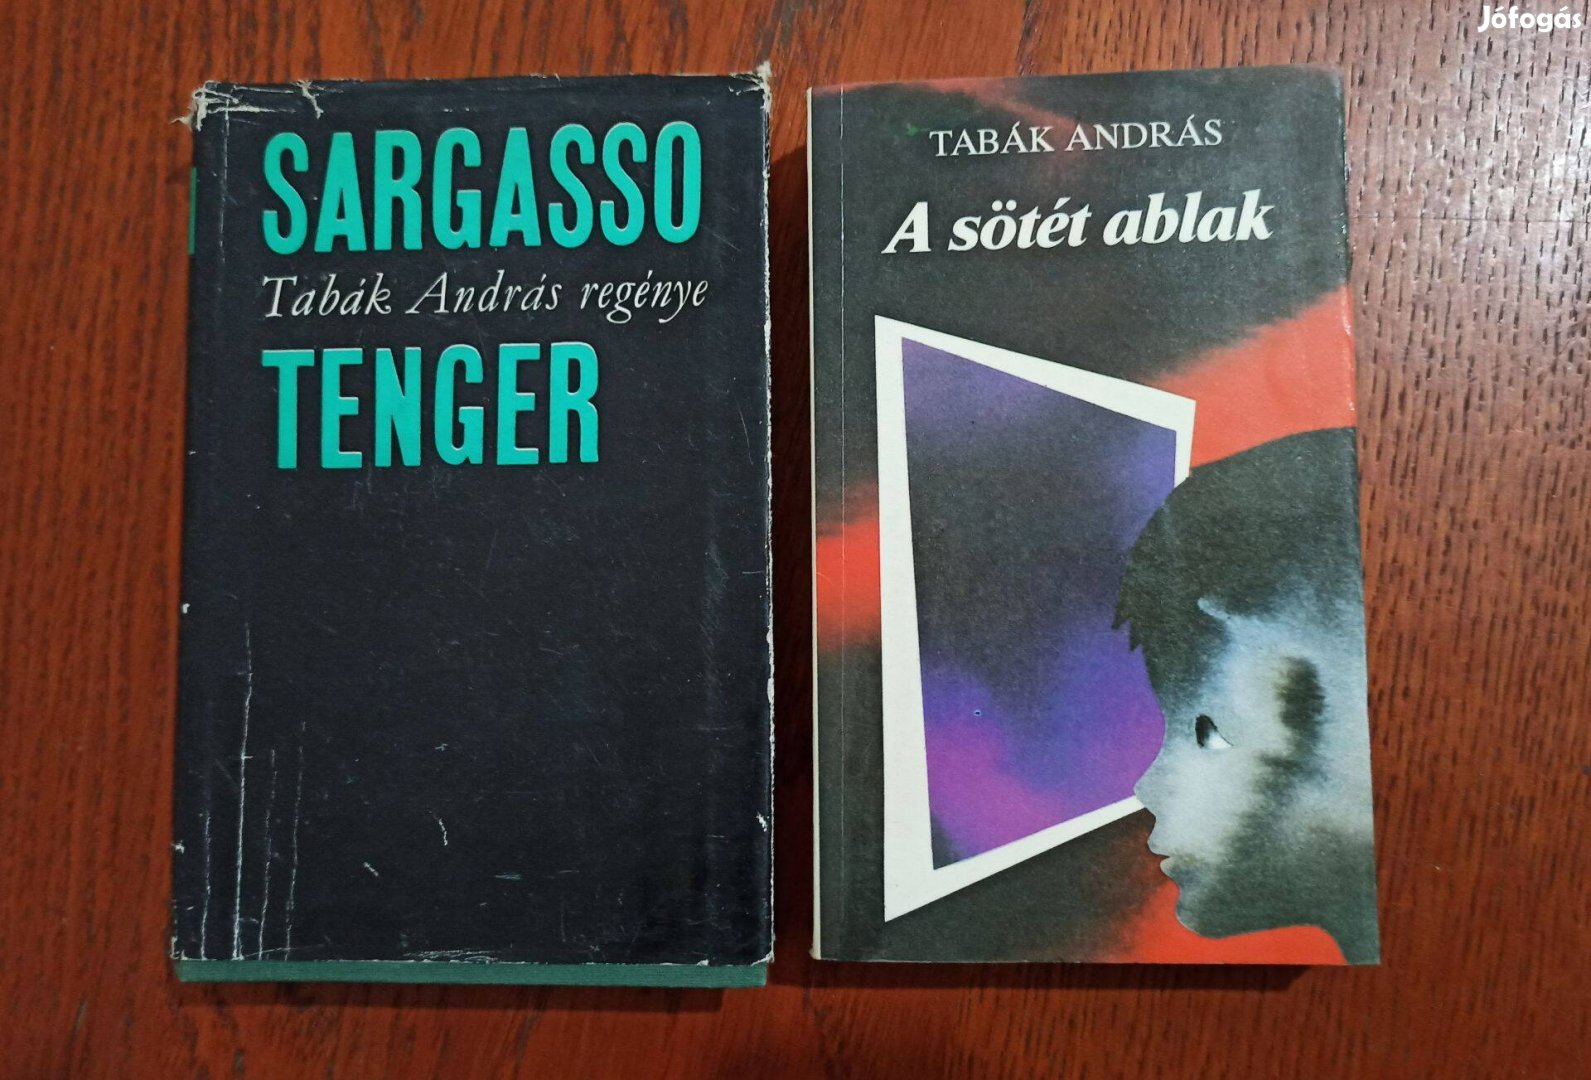 Jófogás
SARGASSO
Tabák András regénye
TENGER
TABÁK ANDRÁS
A sötét ablak